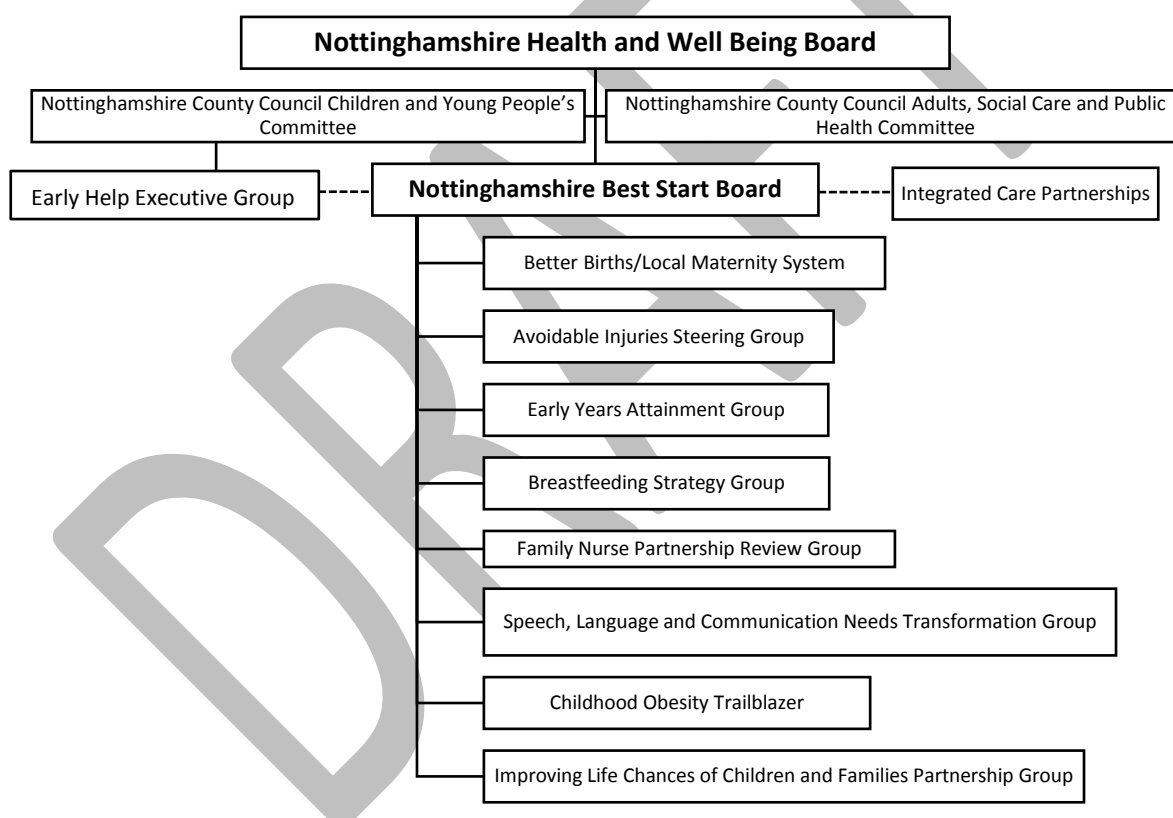 Nottinghamshire Health and Well Being Board
Nottinghamshire County Council Children and Young People's
Committee
Nottinghamshire County Council Adults, Social Care and Public
Health Committee
Early Help Executive Group
Nottinghamshire Best Start Board
Integrated Care Partnerships
Better Births/Local Maternity System
Avoidable Injuries Steering Group
Early Years Attainment Group
Breastfeeding Strategy Group
Family Nurse Partnership Review Group
Speech, Language and Communication Needs Transformation Group
Childhood Obesity Trailblazer
Improving Life Chances of Children and Families Partnership Group
DRAFT